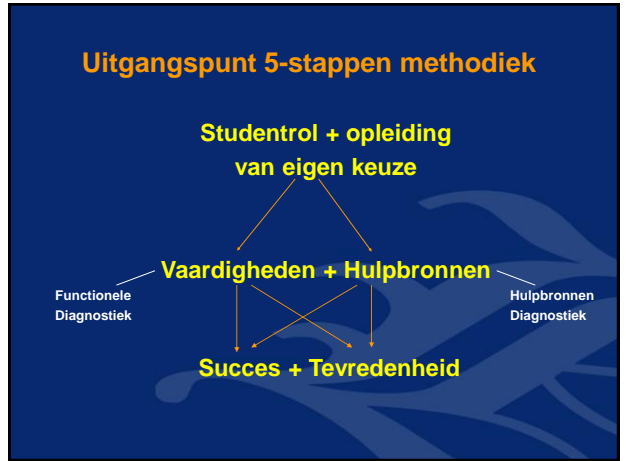 Uitgangspunt 5-stappen methodiek
Studentrol + opleiding
van eigen keuze
Vaardigheden + Hulpbronnen
Functionele
Diagnostiek
Hulpbronnen
Diagnostiek
Succes + Tevredenheid